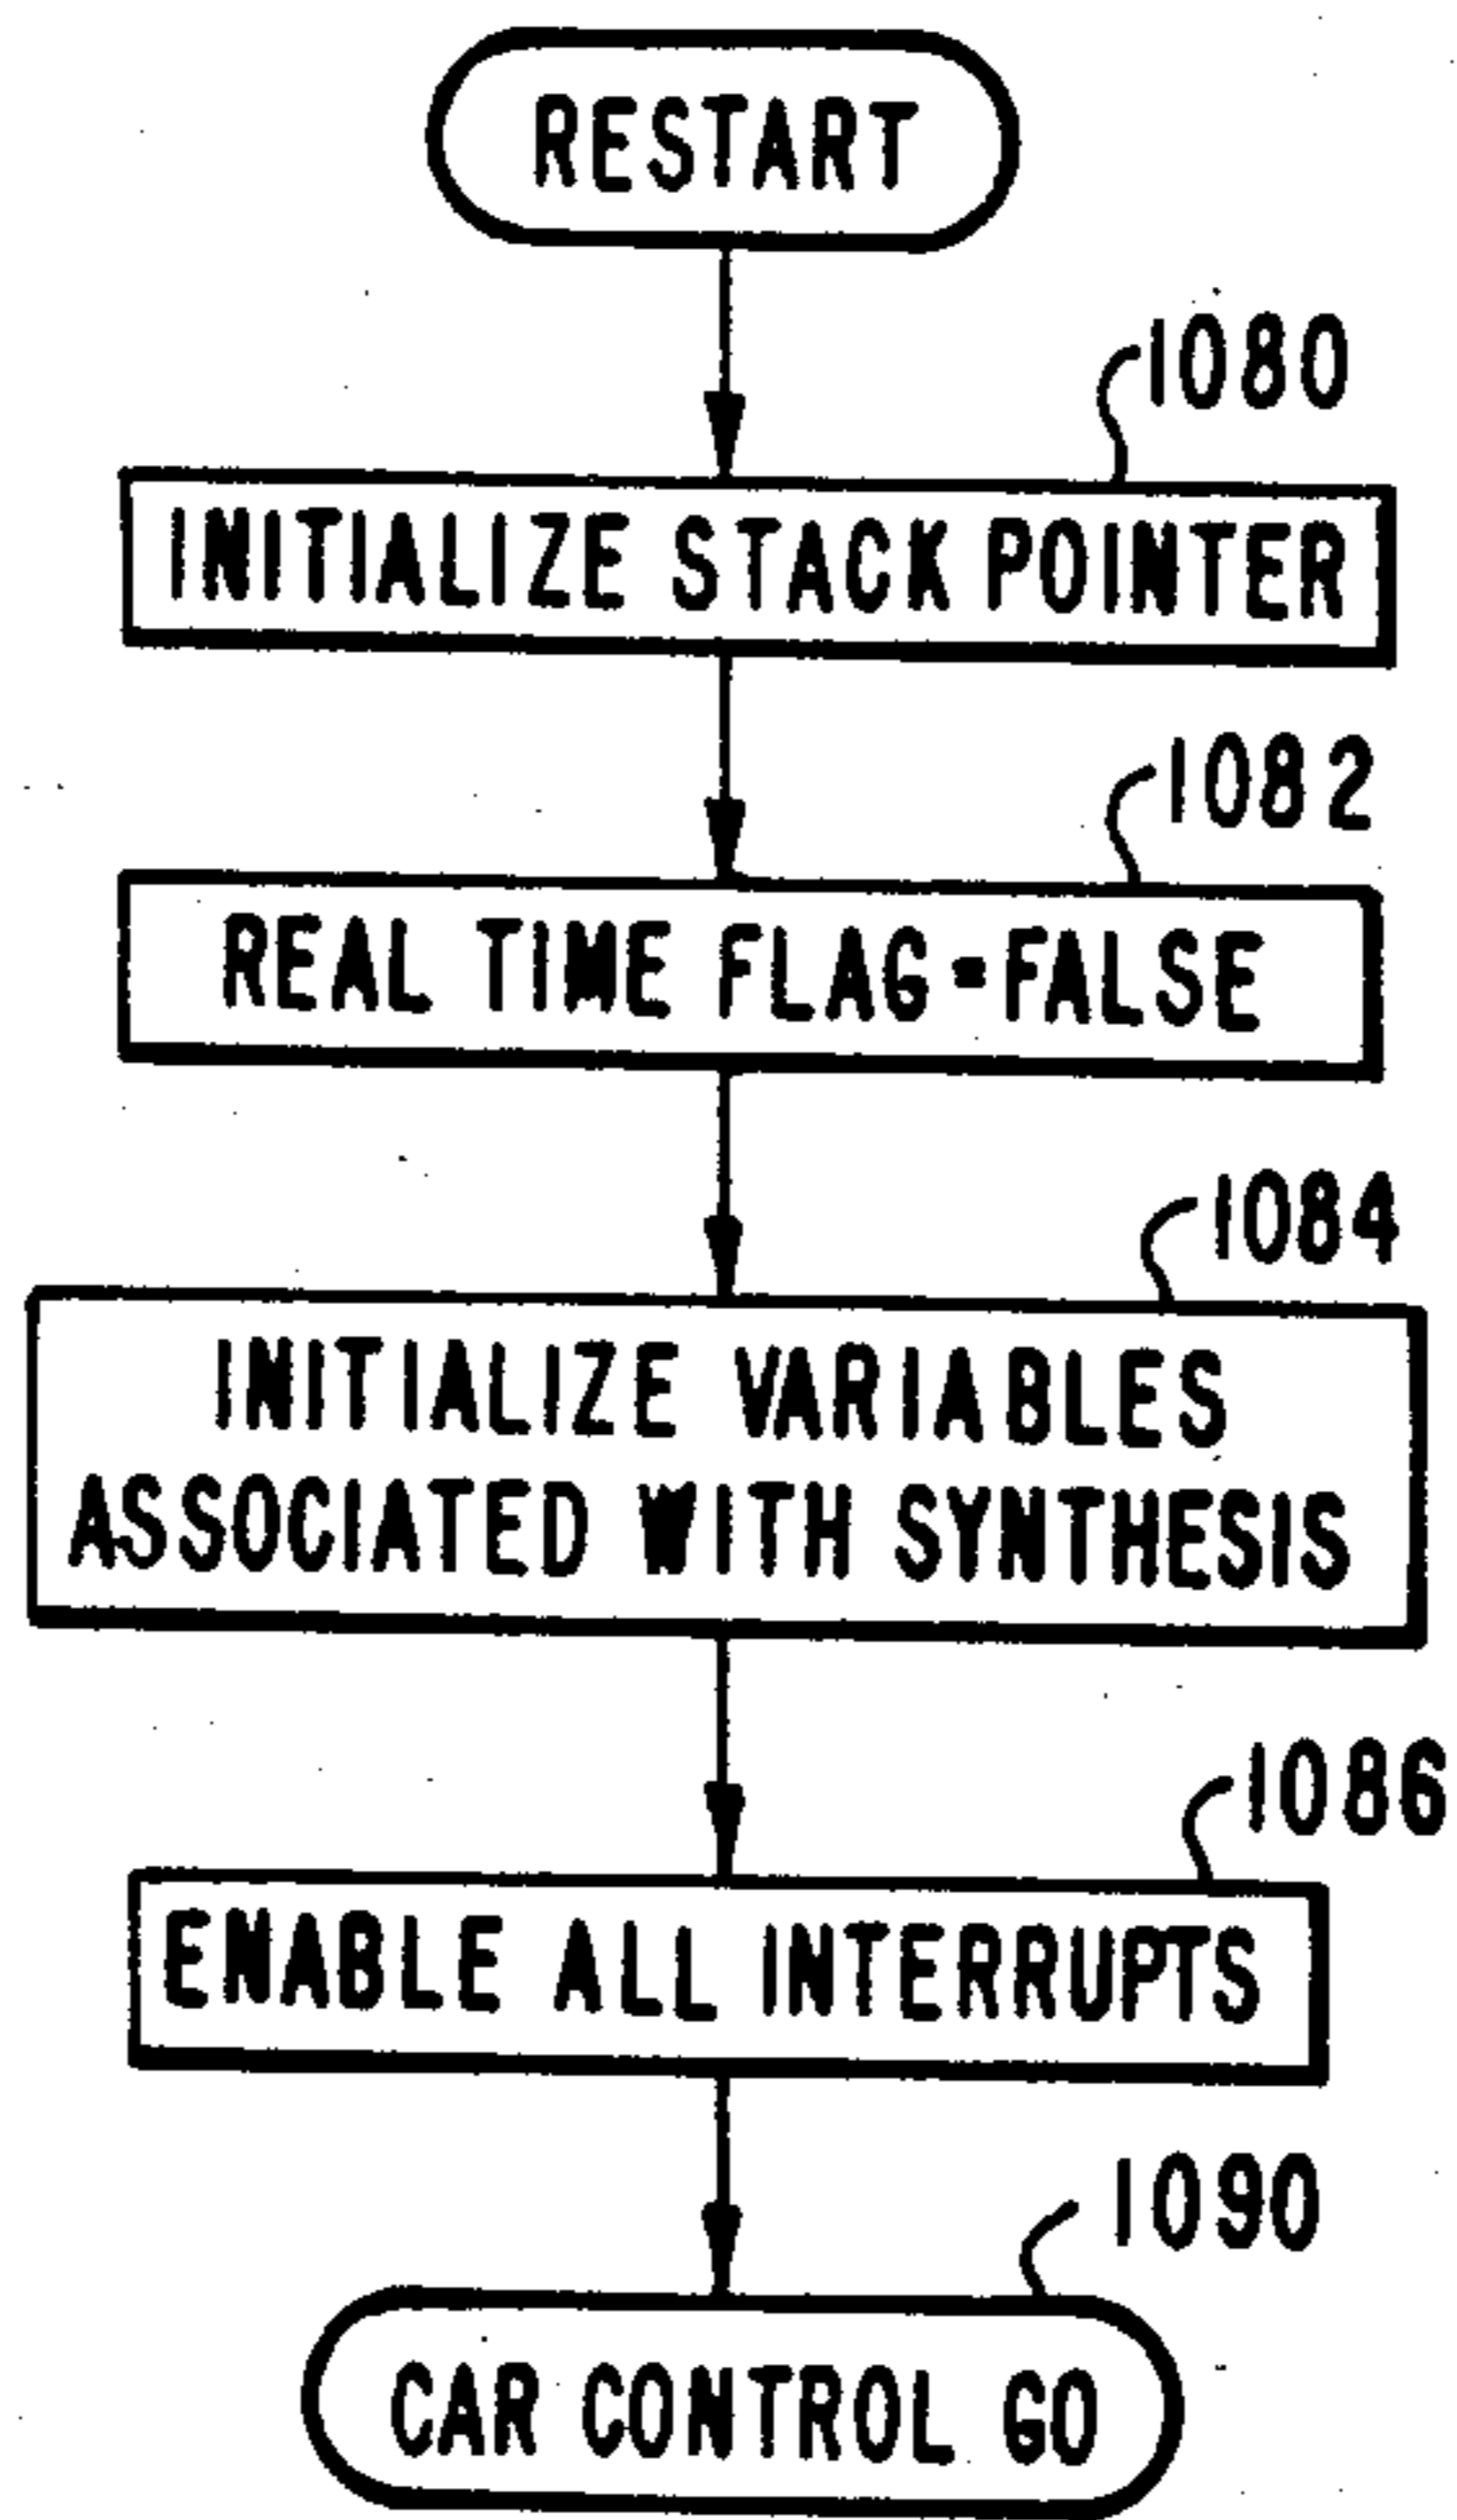 RESTART
1080
INITIALIZE STACK POINTER
1082
REAL TIME FLAG=FALSE
1084
INITIALIZE VARIABLES
ASSOCIATED WITH SYNTHESIS
1086
ENABLE ALL INTERRUPTS
1090
CAR CONTROL GO